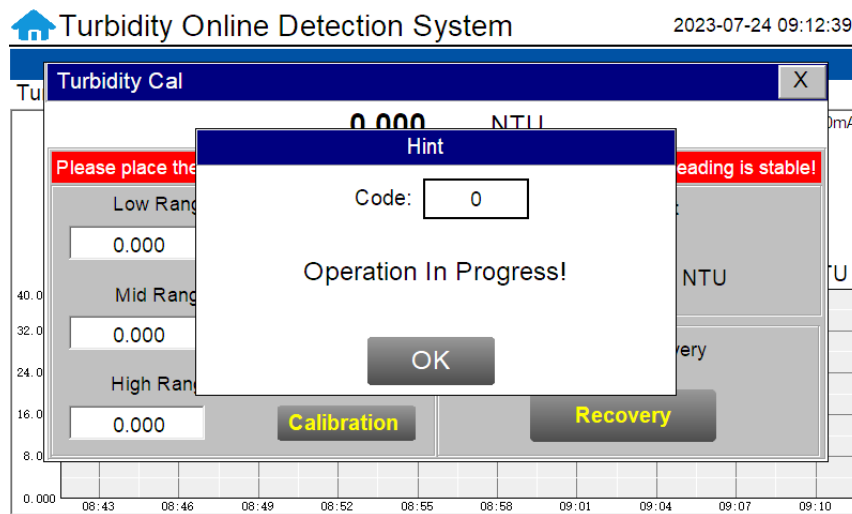 Turbidity Online Detection System
2023-07-24 09:12:39
Turbidity Cal
X
0.000 NTU
Hint
Please place the
eading is stable!
Code: 0
Low Rang
0.000
Operation In Progress!
NTU
40.0
Mid Rang
32.0
0.000
OK
very
24.0
High Rang
16.0
0.000
Calibration
Recovery
8.0
0.000
08:43 08:46 08:49 08:52 08:55 08:58 09:01 09:04 09:07 09:10